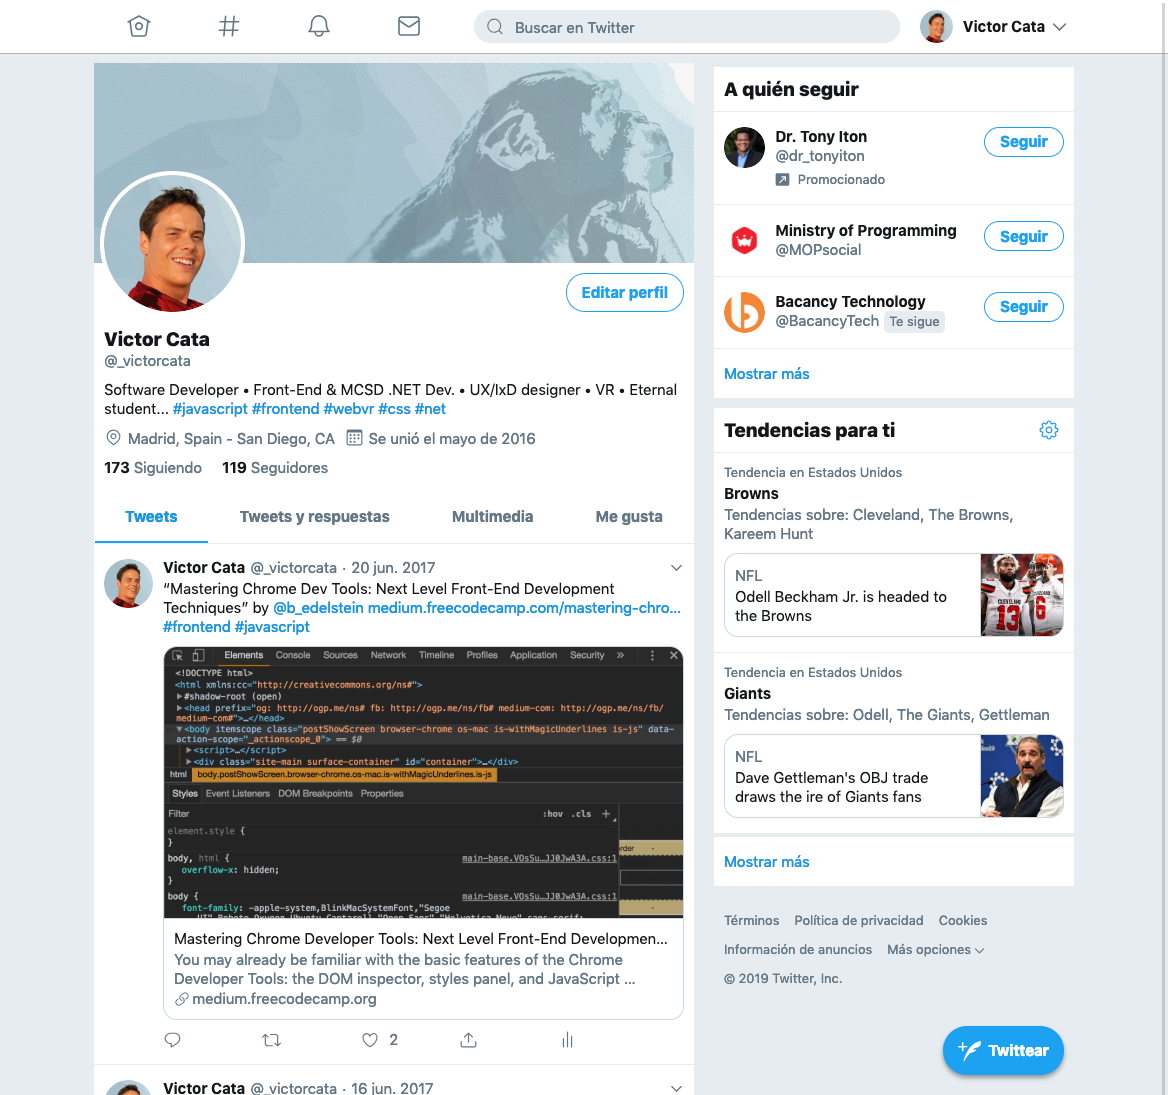 Buscar en Twitter
Victor Cata
Editar perfil
Victor Cata
@_victorcata
Software Developer • Front-End & MCSD .NET Dev. • UX/IxD designer • VR • Eternal
student... #javascript #frontend #webvr #css #net
Madrid, Spain - San Diego, CA Se unió el mayo de 2016
173 Siguiendo 119 Seguidores
Tweets Tweets y respuestas Multimedia Me gusta
Victor Cata @_victorcata · 20 jun. 2017
“Mastering Chrome Dev Tools: Next Level Front-End Development
Techniques” by @b_edelstein medium.freecodecamp.com/mastering-chro...
#frontend #javascript
Elements Console Sources Network Timeline Profiles Application Security »
<!DOCTYPE html>
<html xmlns:cc="http://creativecommons.org/ns#">
#shadow-root (open)
<head prefix="og: http://ogp.me/ns# fb: http://ogp.me/ns/fb# medium-com: http://ogp.me/ns/fb/
medium-com#">…</head>
<body itemscope class="postShowScreen browser-chrome os-mac is-withMagicUnderlines is-js" data-
action-scope="_actionscope_0"> == $0
<script>…</script>
<div class="site-main surface-container" id="container">…</div>
html body.postShowScreen.browser-chrome.os-mac.is-withMagicUnderlines.is-js
Styles Event Listeners DOM Breakpoints Properties
Filter :hov .cls +
element.style {
}
body, html { main-base.VOsSu…JJ0JwA3A.css:1
overflow-x: hidden;
}
body { main-base.VOsSu…JJ0JwA3A.css:1
font-family: -apple-system,BlinkMacSystemFont,"Segoe
Mastering Chrome Developer Tools: Next Level Front-End Developmen...
You may already be familiar with the basic features of the Chrome
Developer Tools: the DOM inspector, styles panel, and JavaScript ...
medium.freecodecamp.org
2
Victor Cata @_victorcata · 16 jun. 2017
A quién seguir
Dr. Tony Iton
@dr_tonyiton
Promocionado
Seguir
Ministry of Programming
@MOPsocial
Seguir
Bacancy Technology
@BacancyTech Te sigue
Seguir
Mostrar más
Tendencias para ti
Tendencia en Estados Unidos
Browns
Tendencias sobre: Cleveland, The Browns,
Kareem Hunt
NFL
Odell Beckham Jr. is headed to
the Browns
Tendencia en Estados Unidos
Giants
Tendencias sobre: Odell, The Giants, Gettleman
NFL
Dave Gettleman's OBJ trade
draws the ire of Giants fans
Mostrar más
Términos Política de privacidad Cookies
Información de anuncios Más opciones
© 2019 Twitter, Inc.
Twittear